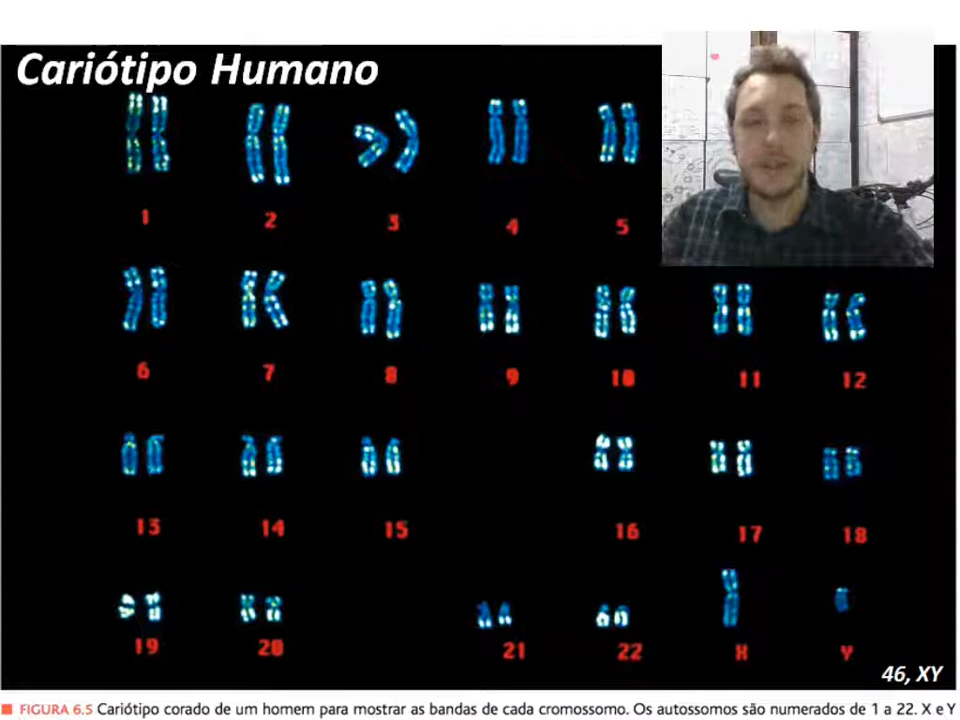 Cariótipo Humano
1 2 3 4 5
6 7 8 9 10 11 12
13 14 15 16 17 18
19 20 21 22 X Y
46, XY
FIGURA 6.5 Cariótipo corado de um homem para mostrar as bandas de cada cromossomo. Os autossomos são numerados de 1 a 22. X e Y